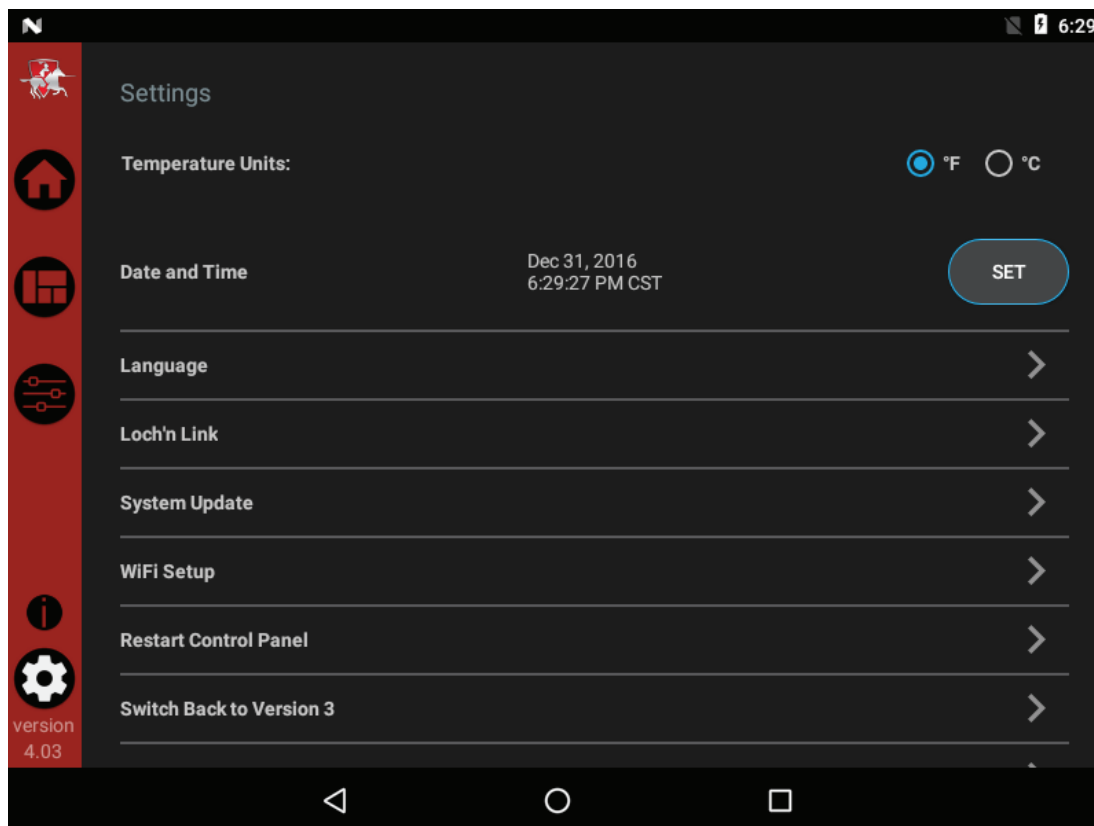 6:29
Settings
Temperature Units:
°F
°C
Date and Time
Dec 31, 2016
6:29:27 PM CST
SET
Language
Loch'n Link
System Update
WiFi Setup
Restart Control Panel
Switch Back to Version 3
version
4.03